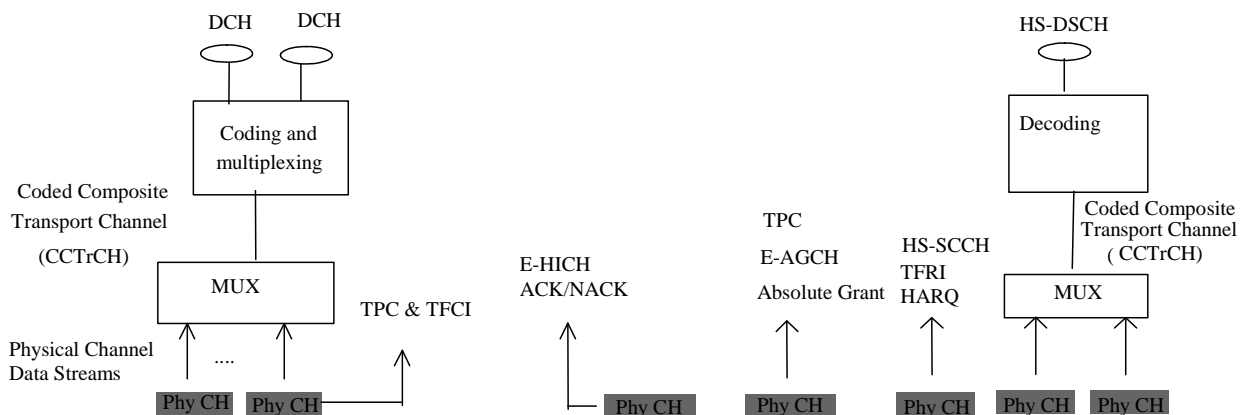 DCH
DCH
Coding and
multiplexing
Coded Composite
Transport Channel
(CCTrCH)
MUX
TPC & TFCI
Physical Channel
Data Streams
....
Phy CH
Phy CH
E-HICH
ACK/NACK
Phy CH
TPC
E-AGCH
Absolute Grant
Phy CH
HS-SCCH
TFRI
HARQ
Phy CH
HS-DSCH
Decoding
Coded Composite
Transport Channel
( CCTrCH)
MUX
Phy CH
Phy CH